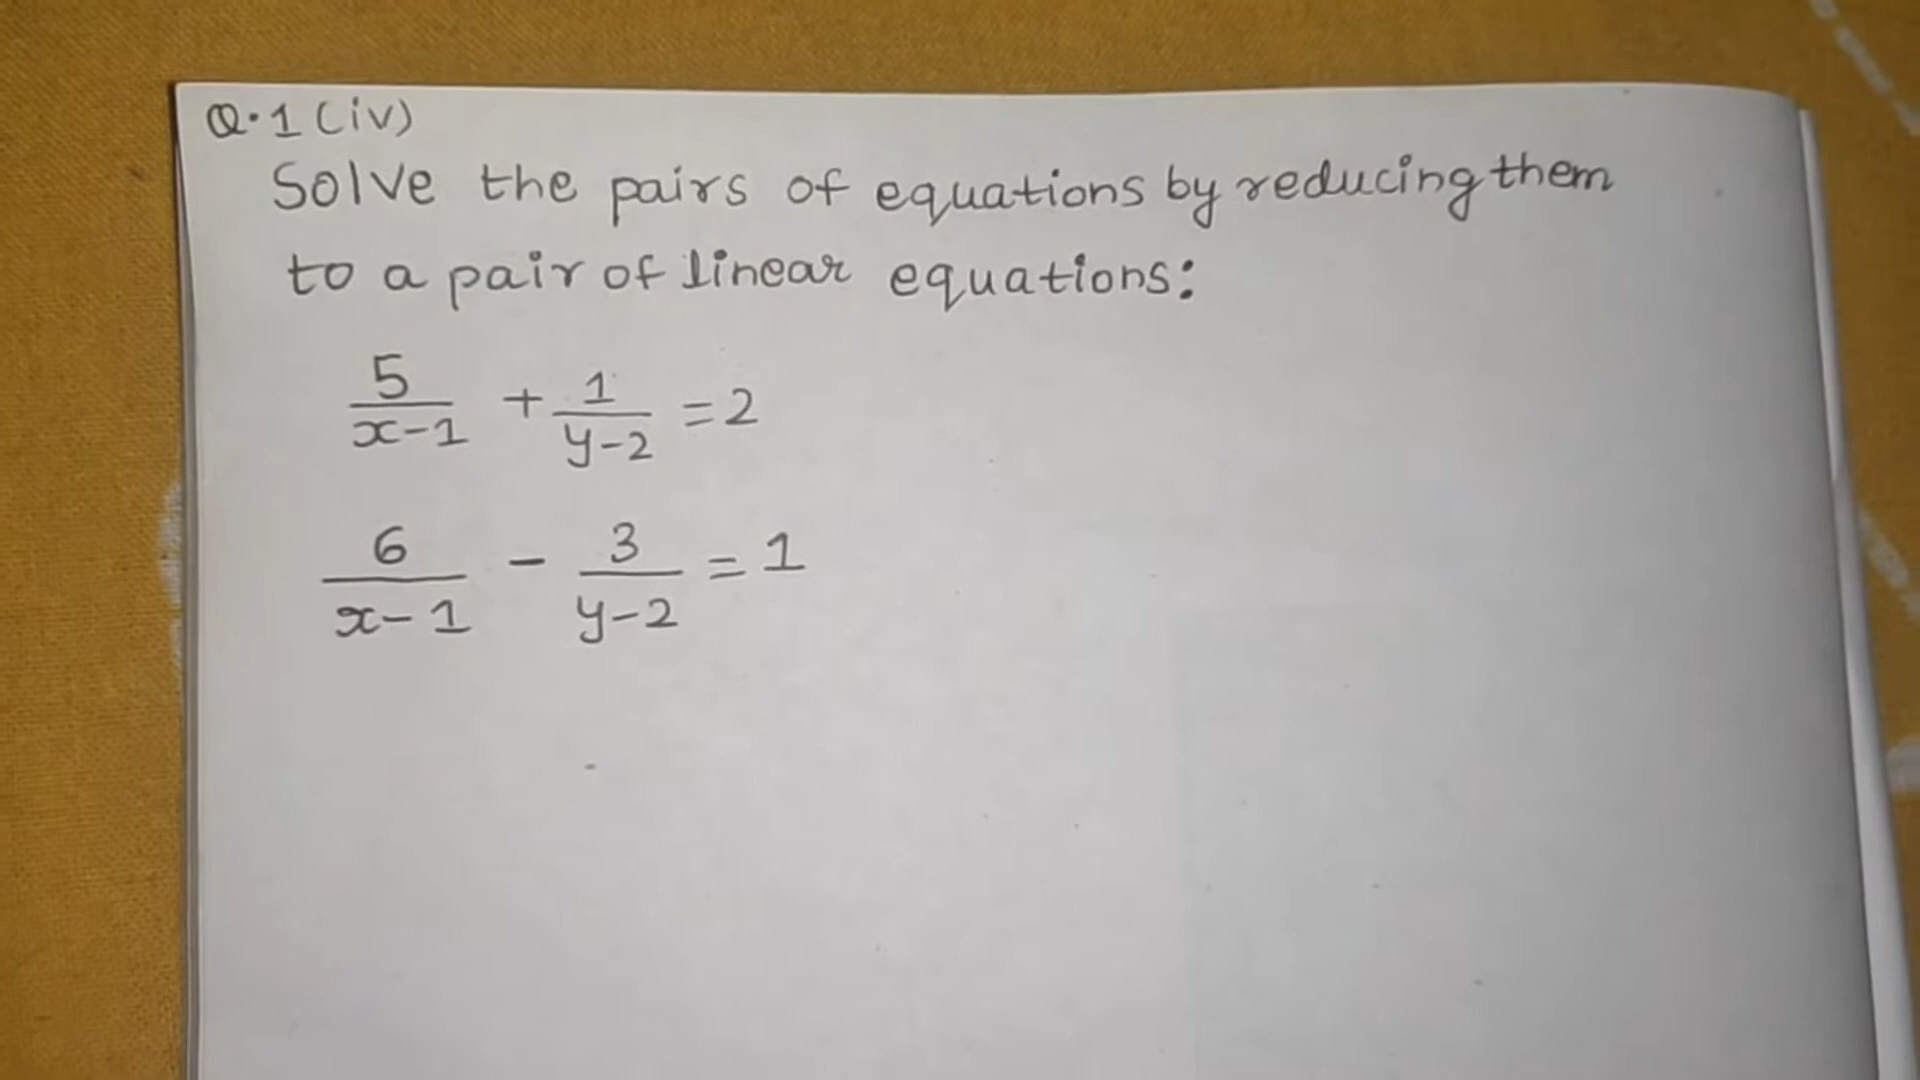 Q.1 (iv)
Solve the pairs of equations by reducing them
to a pair of linear equations:
5/(x-1) + 1/(y-2) = 2
6/(x-1) - 3/(y-2) = 1